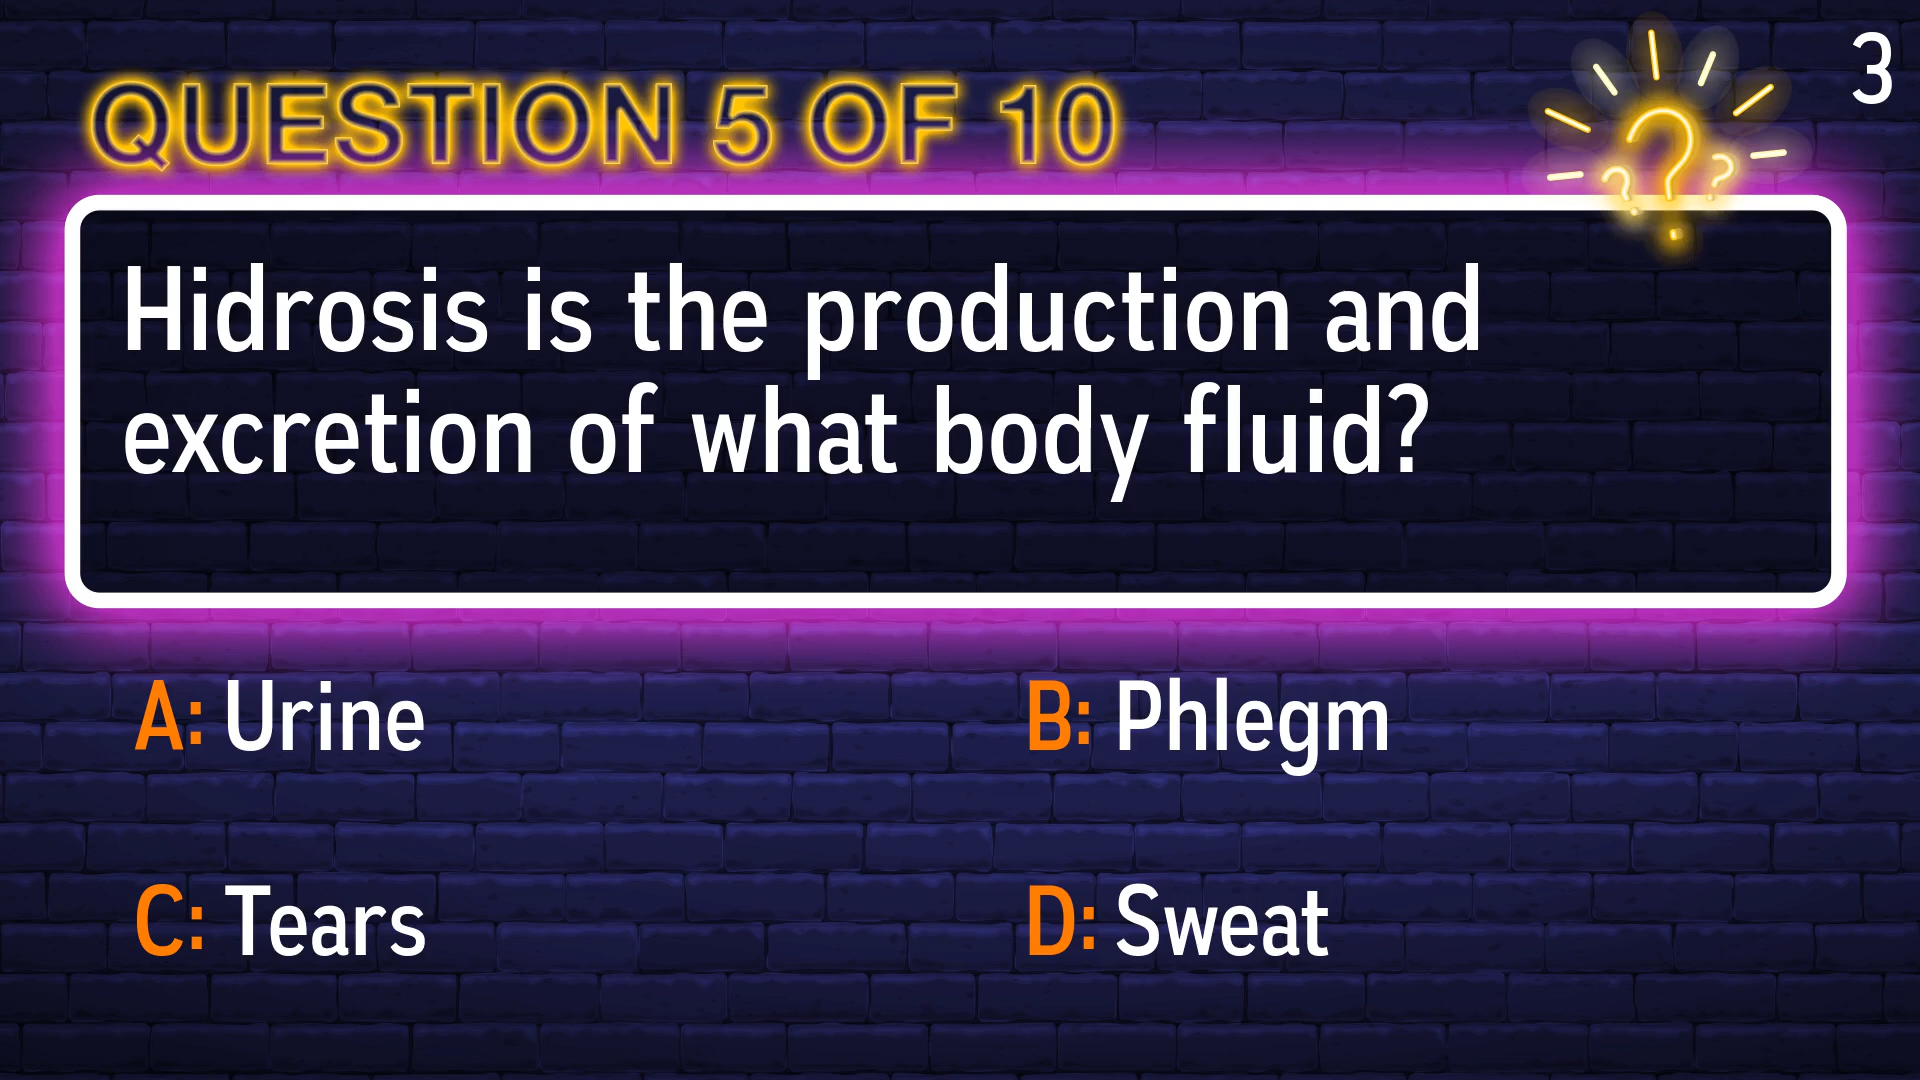 3
QUESTION 5 OF 10
Hidrosis is the production and
excretion of what body fluid?
A: Urine
B: Phlegm
C: Tears
D: Sweat